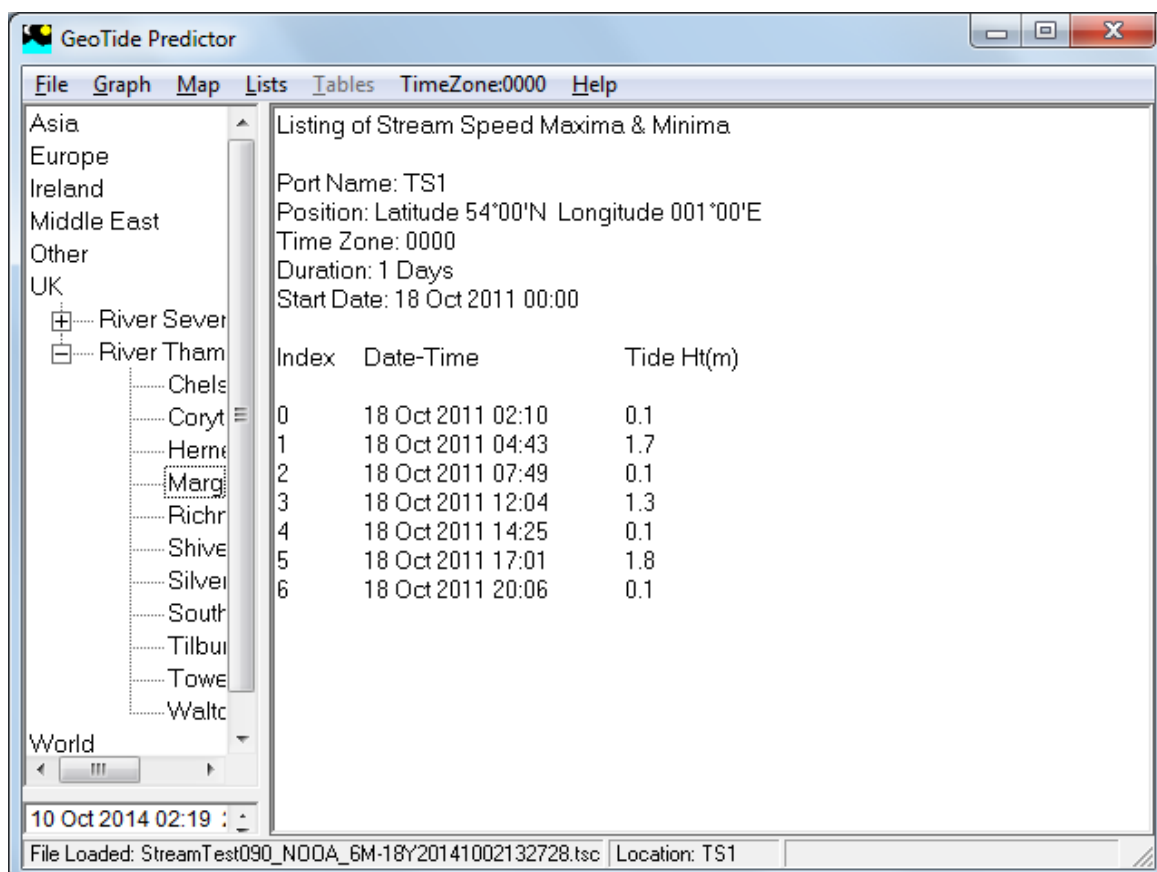 GeoTide Predictor
File Graph Map Lists Tables TimeZone:0000 Help
Asia
Europe
Ireland
Middle East
Other
UK
River Sever
River Tham
Chels
Coryt
Herne
Marg
Richr
Shive
Silver
South
Tilbur
Towe
Waltc
World
10 Oct 2014 02:19
Listing of Stream Speed Maxima & Minima
Port Name: TS1
Position: Latitude 54°00'N Longitude 001°00'E
Time Zone: 0000
Duration: 1 Days
Start Date: 18 Oct 2011 00:00
Index Date-Time Tide Ht(m)
0 18 Oct 2011 02:10 0.1
1 18 Oct 2011 04:43 1.7
2 18 Oct 2011 07:49 0.1
3 18 Oct 2011 12:04 1.3
4 18 Oct 2011 14:25 0.1
5 18 Oct 2011 17:01 1.8
6 18 Oct 2011 20:06 0.1
File Loaded: StreamTest090_NOOA_6M-18Y20141002132728.tsc Location: TS1